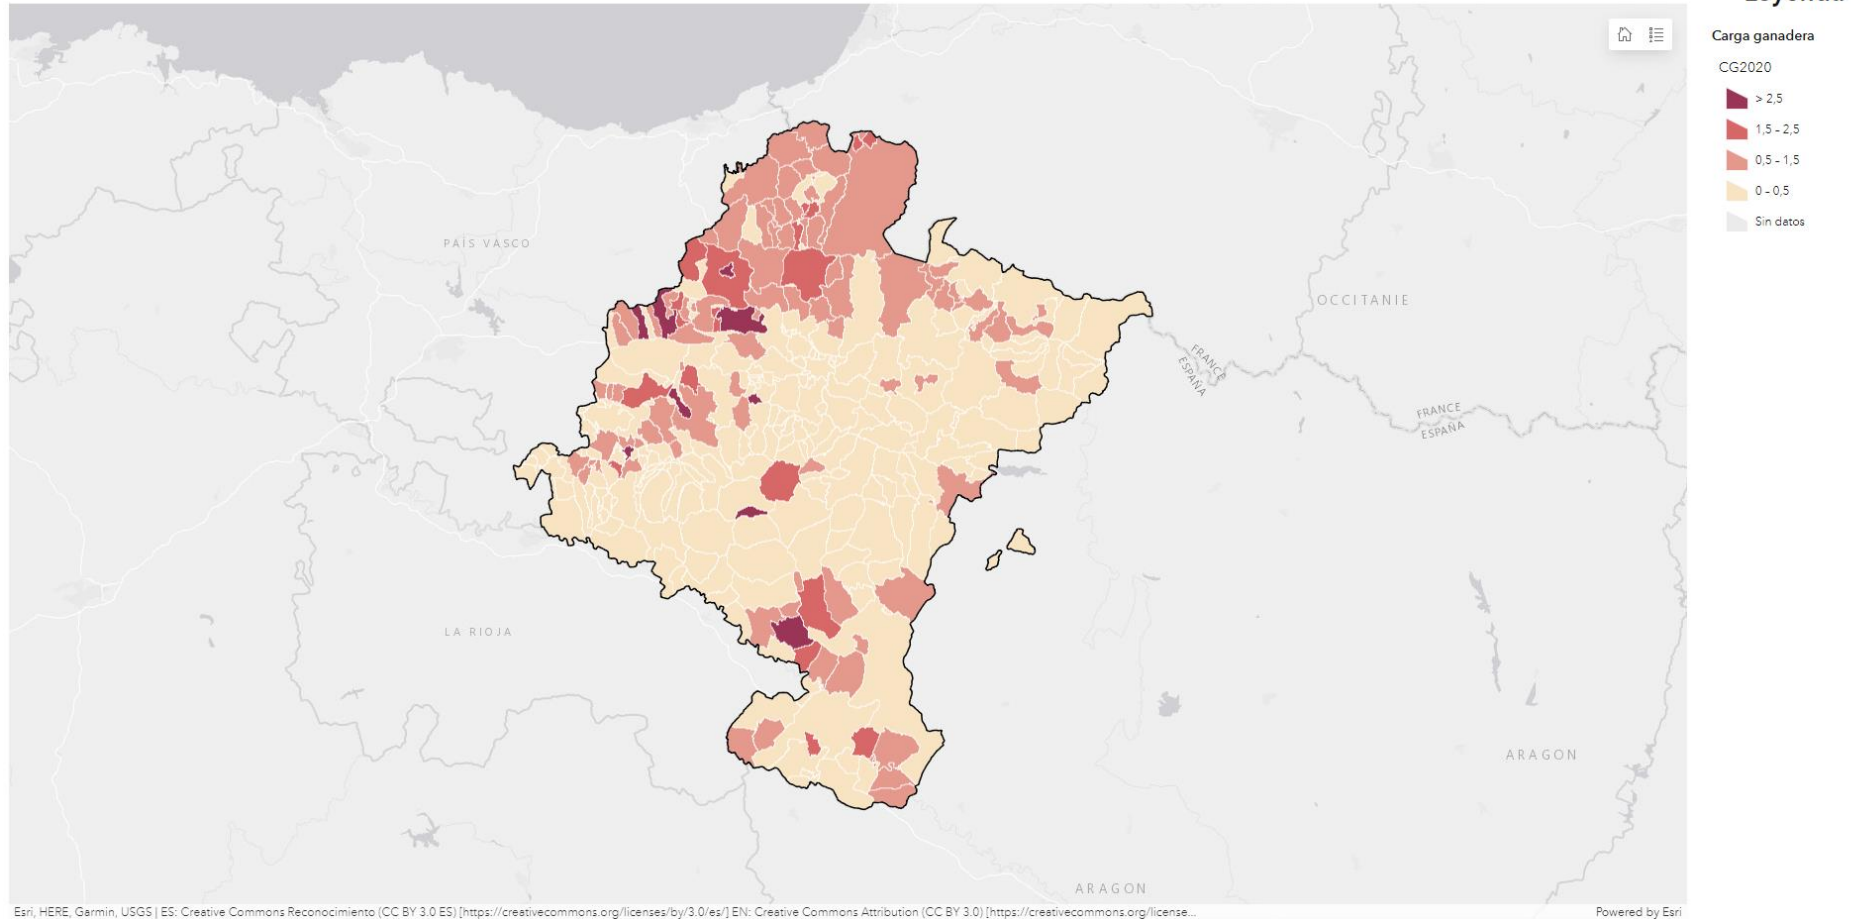 Carga ganadera
CG2020
> 2,5
1,5 - 2,5
0,5 - 1,5
0 - 0,5
Sin datos
PAÍS VASCO
OCCITANIE
FRANCE
ESPAÑA
FRANCE
ESPAÑA
LA RIOJA
ARAGON
ARAGON
Esri, HERE, Garmin, USGS | ES: Creative Commons Reconocimiento (CC BY 3.0 ES) [https://creativecommons.org/licenses/by/3.0/es/] EN: Creative Commons Attribution (CC BY 3.0) [https://creativecommons.org/license...
Powered by Esri